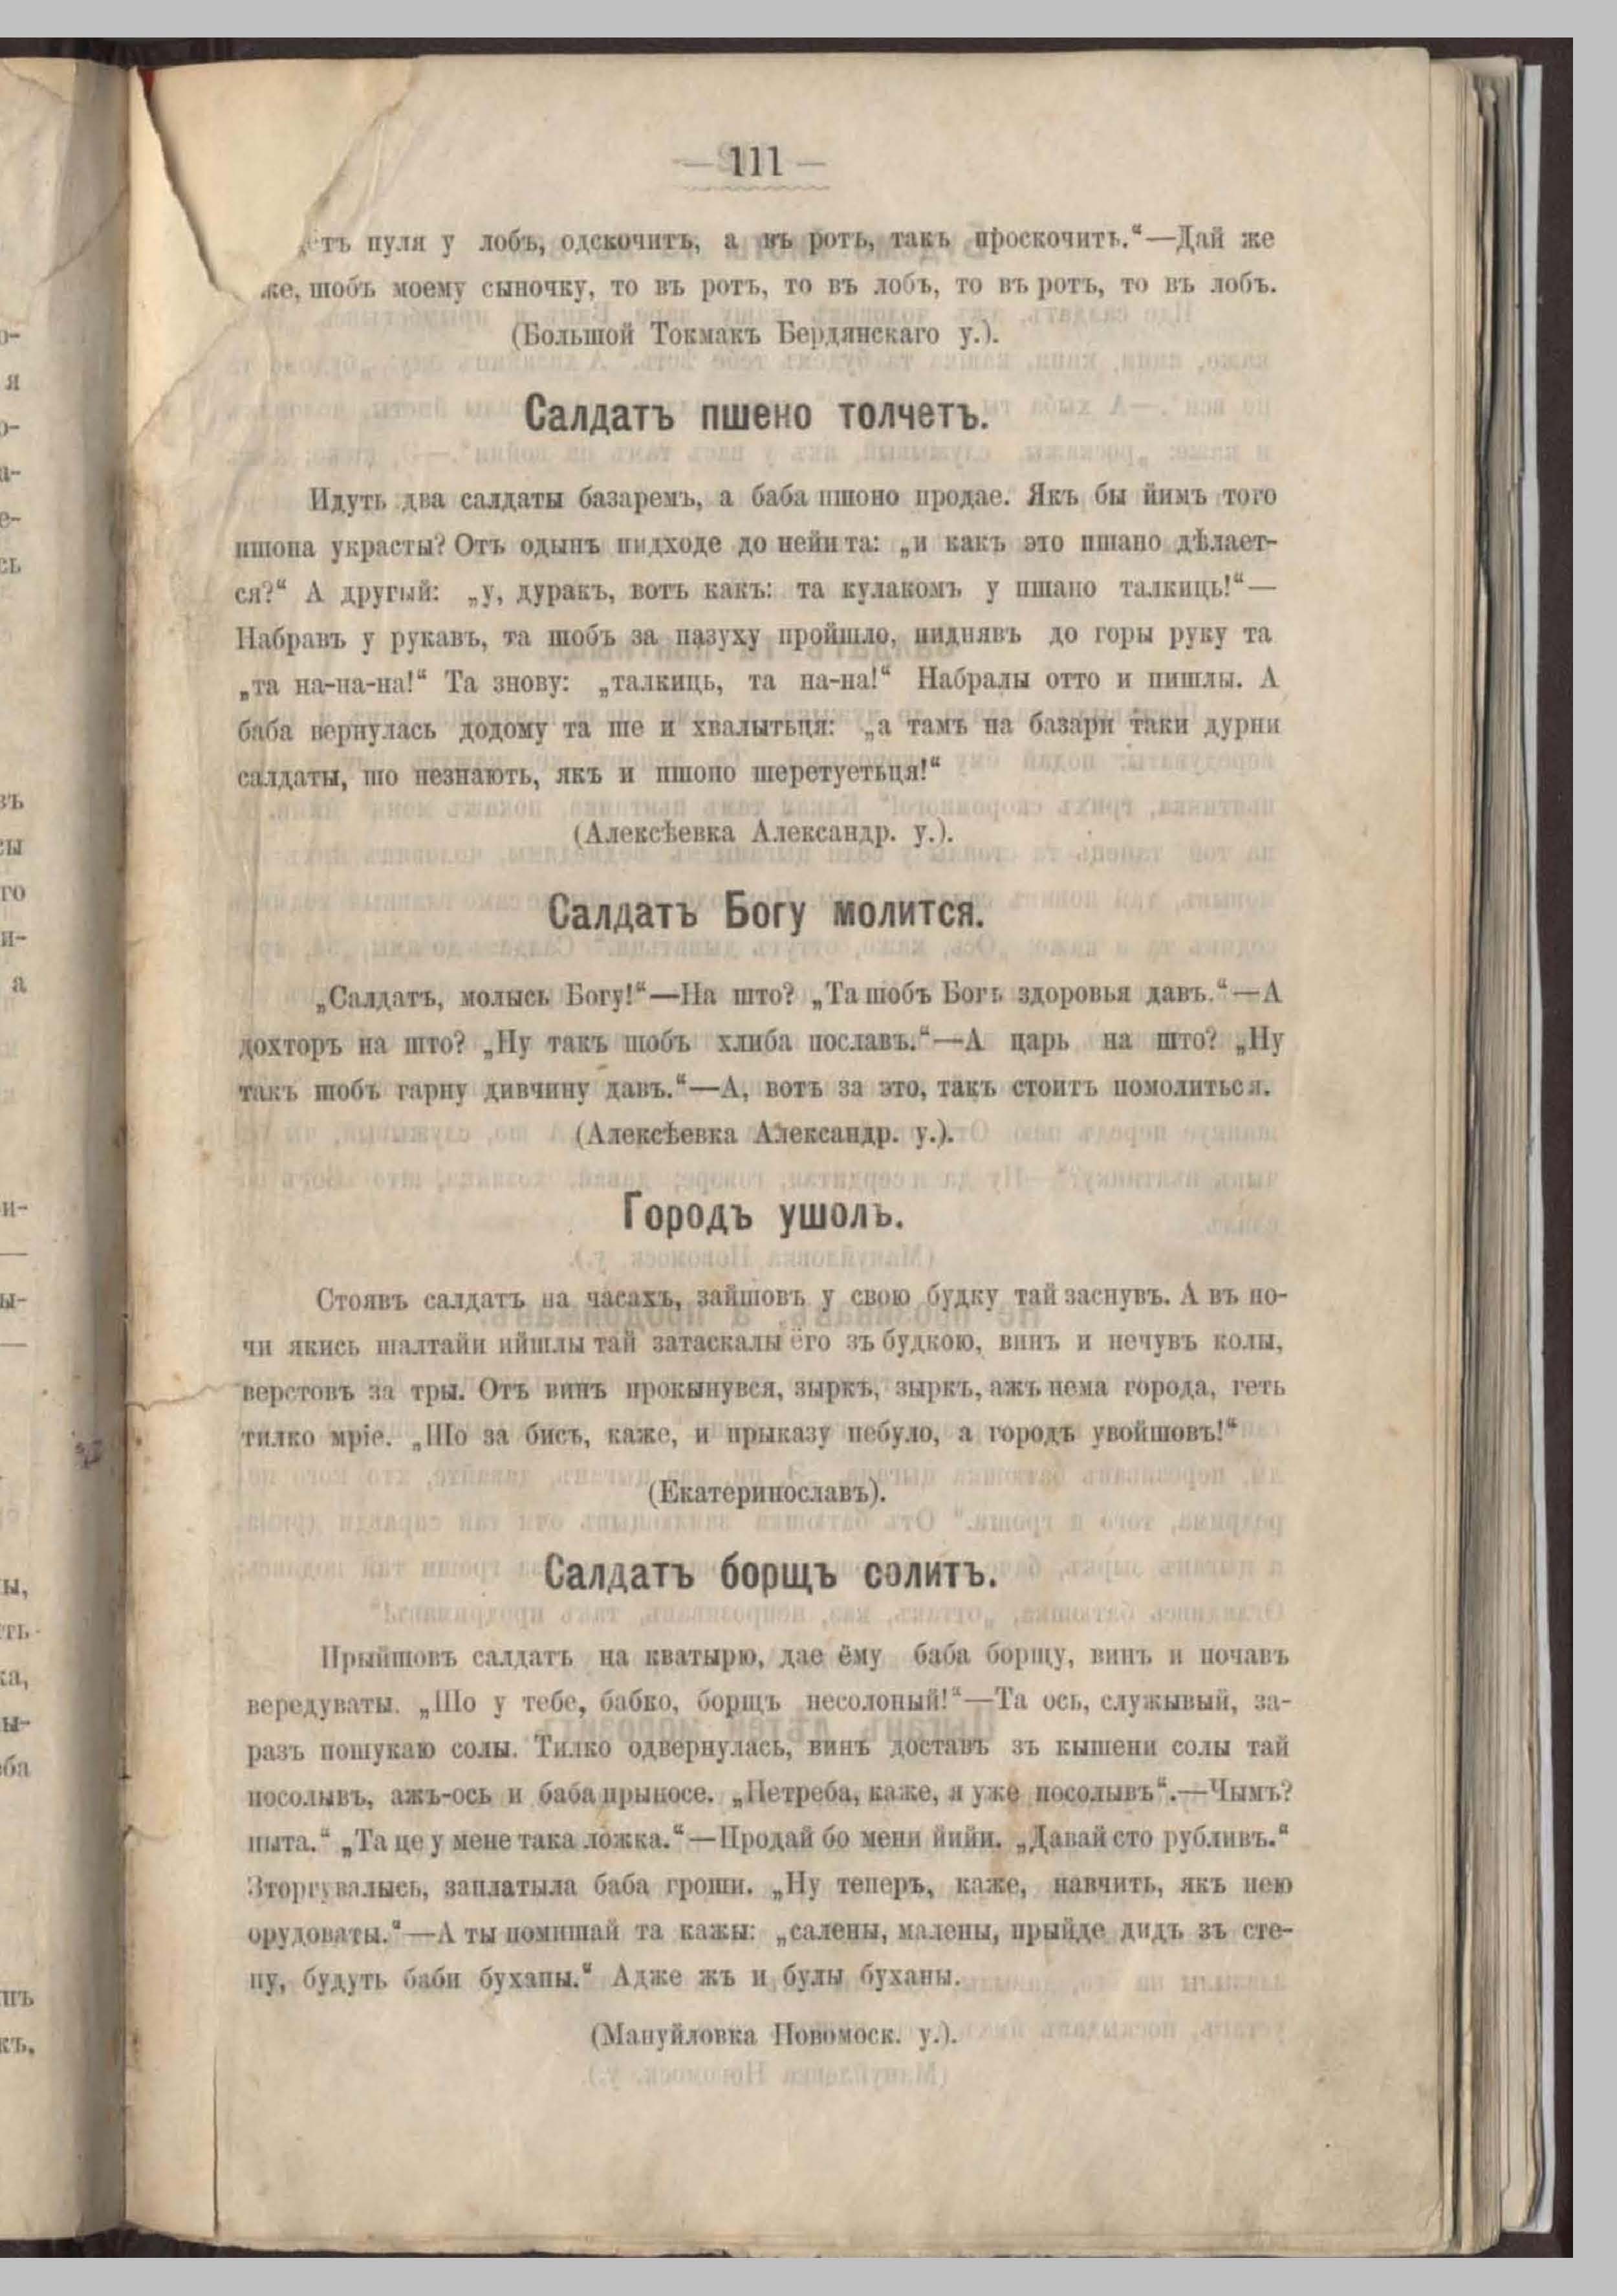 — 111 —
пуля у лобъ, одскочить, а въ ротъ, такъ проскочить.“—Дай же
шобъ моему сыночку, то въ ротъ, то въ лобъ, то въ ротъ, то въ лобъ.
(Большой Токмакъ Бердянскаго у.).
Салдатъ пшено толчетъ.
Идуть два салдаты базаремъ, а баба пшоно продае. Якъ бы йимъ того
пшона украсты? Отъ одынъ пидходе до нейи та: „и какъ это пшано дѣлает-
ся?“ А другый: „у, дуракъ, вотъ какъ: та кулакомъ у пшано талкиць!“—
Набравъ у рукавъ, та шобъ за пазуху пройшло, пиднявъ до горы руку та
„та на-на-на!“ Та знову: „талкиць, та на-на!“ Набралы отто и пишлы. А
баба вернулась додому та ще и хвалытьця: „а тамъ на базари таки дурни
салдаты, шо незнають, якъ и пшоно шеретуетьця!“
(Алексѣевка Александр. у.).
Салдатъ Богу молится.
„Салдатъ, молысь Богу!“—На што? „Та шобъ Богъ здоровья давъ.“—А
дохторъ на што? „Ну такъ шобъ хлиба пославъ.“—А царь на што? „Ну
такъ шобъ гарну дивчину давъ.“—А, вотъ за это, такъ стоитъ помолиться.
(Алексѣевка Александр. у.).
Городъ ушолъ.
Стоявъ салдатъ на часахъ, зайшовъ у свою будку тай заснувъ. А въ но-
чи якись шалтайи ийшлы тай затаскалы ёго зъ будкою, винъ и нечувъ колы,
верстовъ за тры. Отъ винъ прокынувся, зыркъ, зыркъ, ажъ нема города, геть
тилко мріе. „Шо за бисъ, каже, и прыказу небуло, а городъ увойшовъ!“
(Екатеринославъ).
Салдатъ борщъ солитъ.
Прыйшовъ салдатъ на кватырю, дае ёму баба борщу, винъ и почавъ
вередуваты. „Шо у тебе, бабко, борщъ несолоный!“—Та ось, служывый, за-
разъ пошукаю солы. Тилко одвернулась, винъ доставъ зъ кышени солы тай
посолывъ, ажъ-ось и баба прыносе. „Нетреба, каже, я уже посолывъ“.—Чымъ?
пыта.“ „Та це у мене така ложка.“—Продай бо мени йийи. „Давай сто рубливъ.“
Зторгувалысь, заплатыла баба гроши. „Ну теперъ, каже, навчить, якъ нею
орудоваты.“—А ты помишай та кажы: „салены, малены, прыйде дидъ зъ сте-
пу, будуть баби буханы.“ Адже жъ и булы буханы.
(Мануйловка Новомоск. у.).